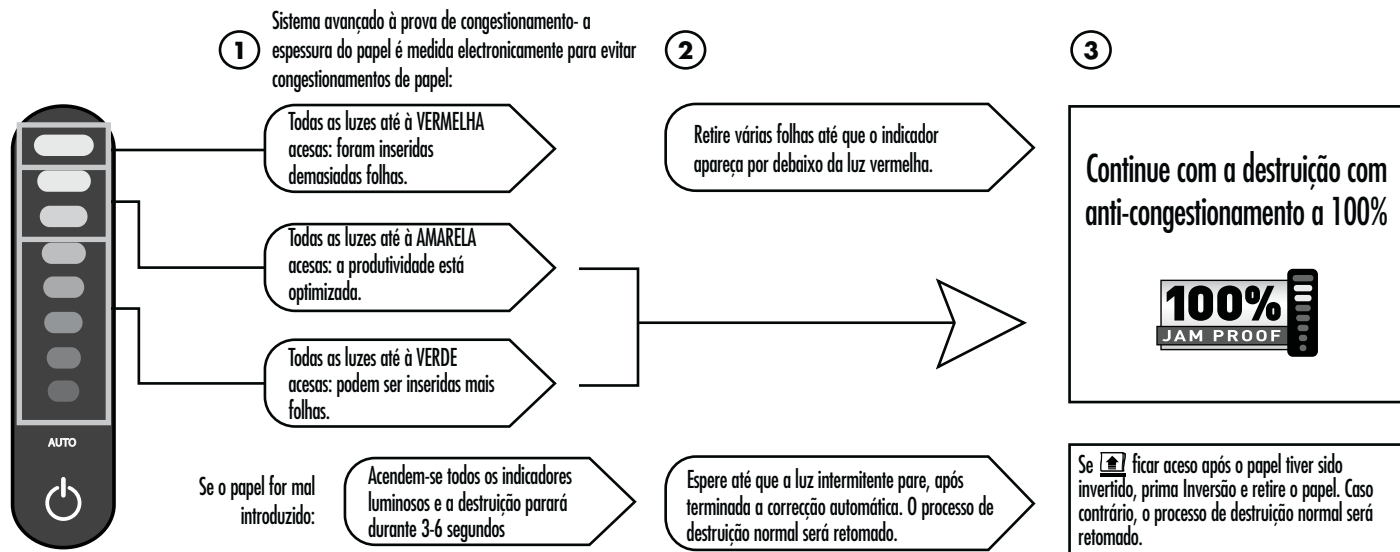 1
Sistema avançado à prova de congestionamento- a
espessura do papel é medida electronicamente para evitar
congestionamentos de papel:
Todas as luzes até à VERMELHA
acesas: foram inseridas
demasiadas folhas.
Todas as luzes até à AMARELA
acesas: a produtividade está
optimizada.
Todas as luzes até à VERDE
acesas: podem ser inseridas mais
folhas.
2
Retire várias folhas até que o indicador
apareça por debaixo da luz vermelha.
3
Continue com a destruição com
anti-congestionamento a 100%
100%
JAM PROOF
AUTO
Se o papel for mal
introduzido:
Acendem-se todos os indicadores
luminosos e a destruição parará
durante 3-6 segundos
Espere até que a luz intermitente pare, após
terminada a correcção automática. O processo de
destruição normal será retomado.
Se ficar aceso após o papel tiver sido
invertido, prima Inversão e retire o papel. Caso
contrário, o processo de destruição normal será
retomado.